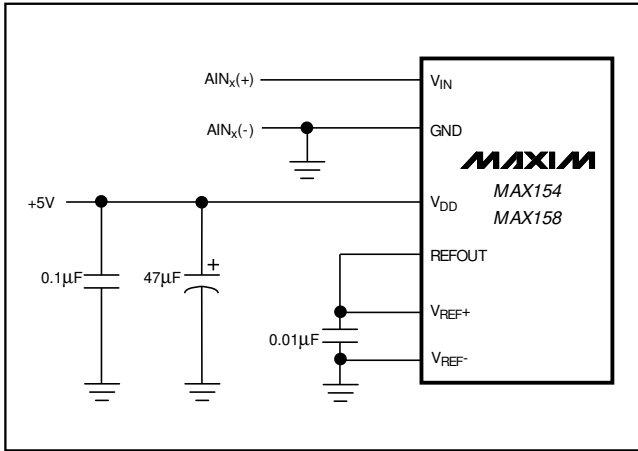 AINx(+)
VIN
AINx(-)
GND
MAXIM
MAX154
MAX158
+5V
VDD
REFOUT
0.1µF
47µF
+
VREF+
0.01µF
VREF-